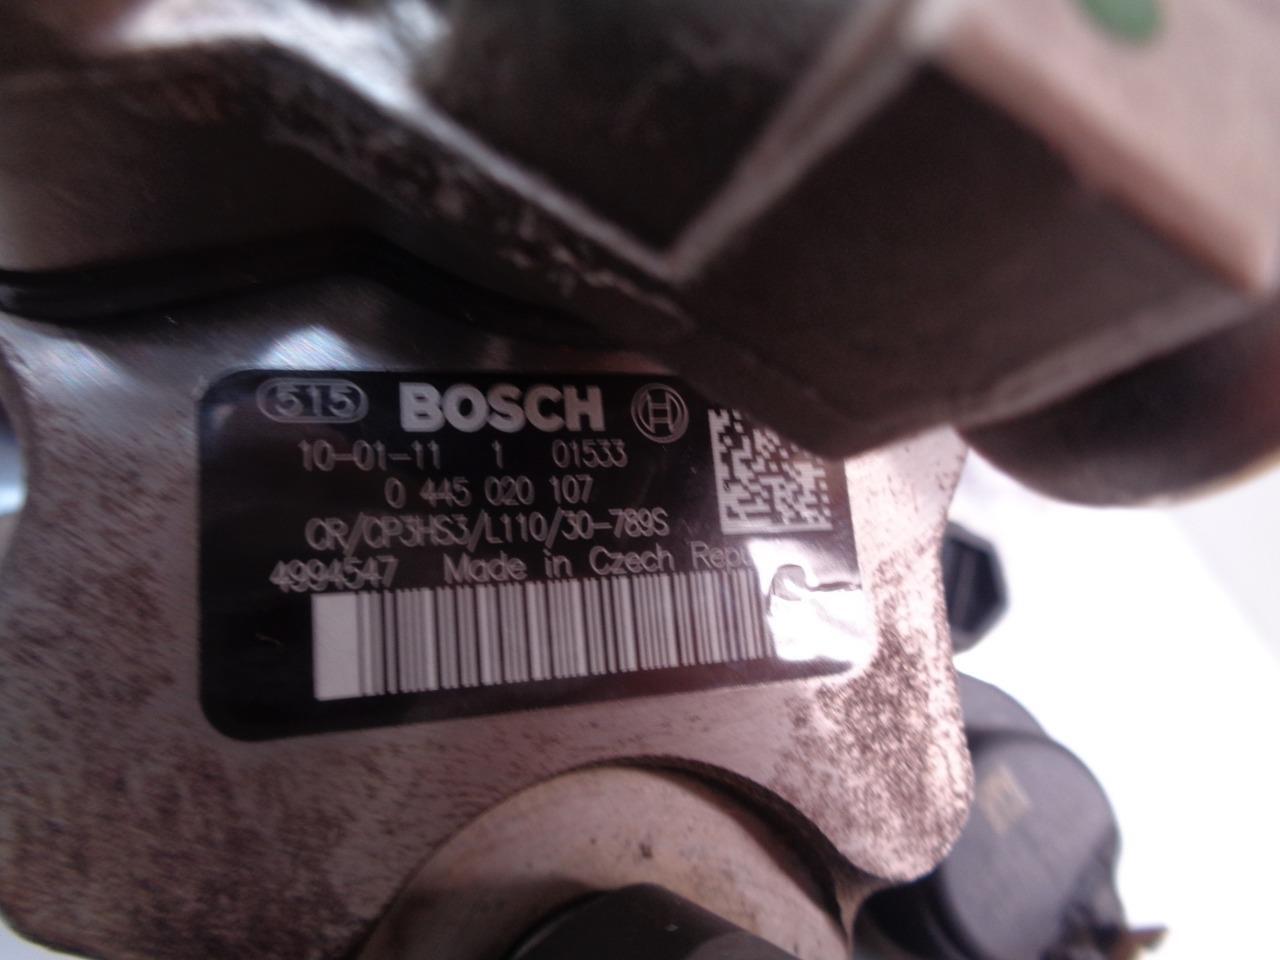 515 BOSCH
10-01-11 1 01533
0 445 020 107
CR/CP3HS3/L110/30-789S
4994547 Made in Czech